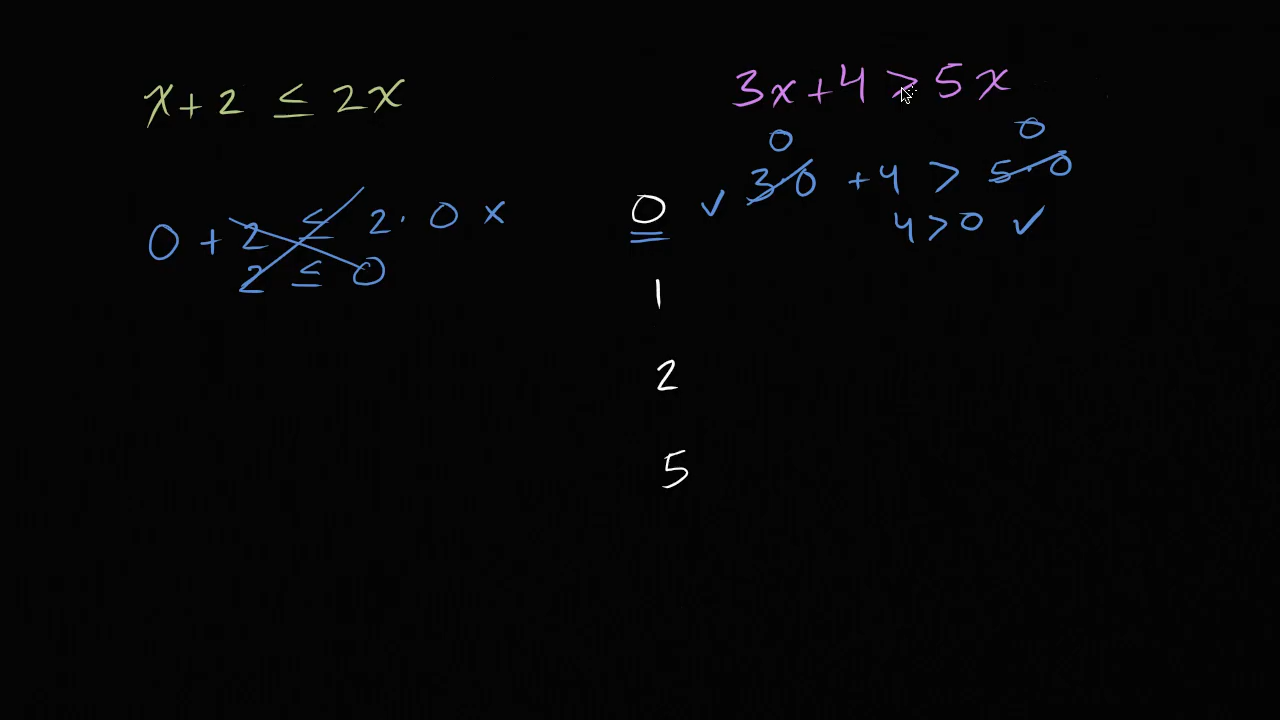 x + 2 ≤ 2x
3x + 4 > 5x
0 + 2 ≤ 2 · 0 x
2 ≤ 0
0
1
2
5
0 0
✓ 3 · 0 + 4 > 5 · 0
4 > 0 ✓